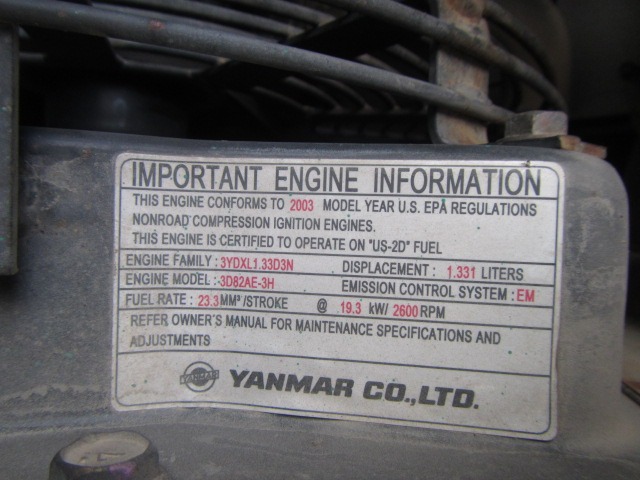 IMPORTANT ENGINE INFORMATION
THIS ENGINE CONFORMS TO 2003 MODEL YEAR U.S. EPA REGULATIONS
NONROAD COMPRESSION IGNITION ENGINES.
THIS ENGINE IS CERTIFIED TO OPERATE ON "US-2D" FUEL
ENGINE FAMILY : 3YDXL1.33D3N DISPLACEMENT : 1.331 LITERS
ENGINE MODEL : 3D82AE-3H EMISSION CONTROL SYSTEM : EM
FUEL RATE : 23.3 MM³/STROKE @ 19.3 kW/ 2600 RPM
REFER OWNER'S MANUAL FOR MAINTENANCE SPECIFICATIONS AND
ADJUSTMENTS
YANMAR YANMAR CO.,LTD.